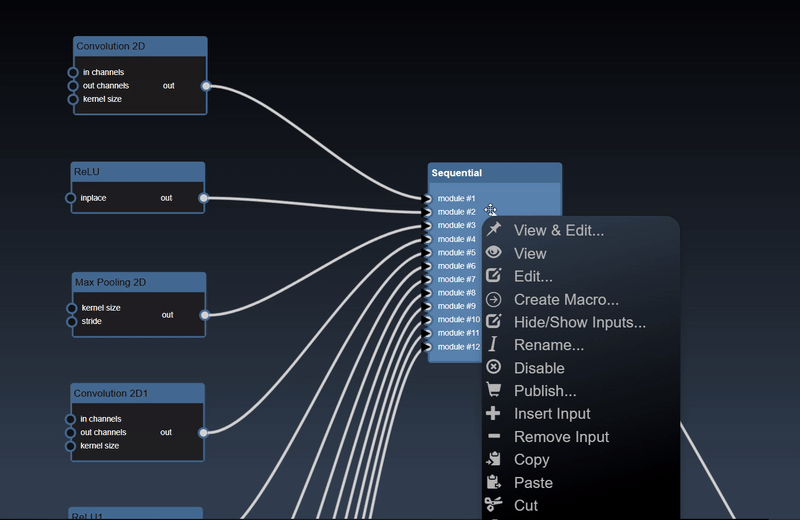 Convolution 2D
in channels
out channels
out
kernel size
ReLU
inplace
out
Max Pooling 2D
kernel size
out
stride
Convolution 2D1
in channels
out channels
out
kernel size
ReLU1
Sequential
module #1
module #2
module #3
module #4
module #5
module #6
module #7
module #8
module #9
module #10
module #11
module #12
View & Edit...
View
Edit...
Create Macro...
Hide/Show Inputs...
Rename...
Disable
Publish...
Insert Input
Remove Input
Copy
Paste
Cut